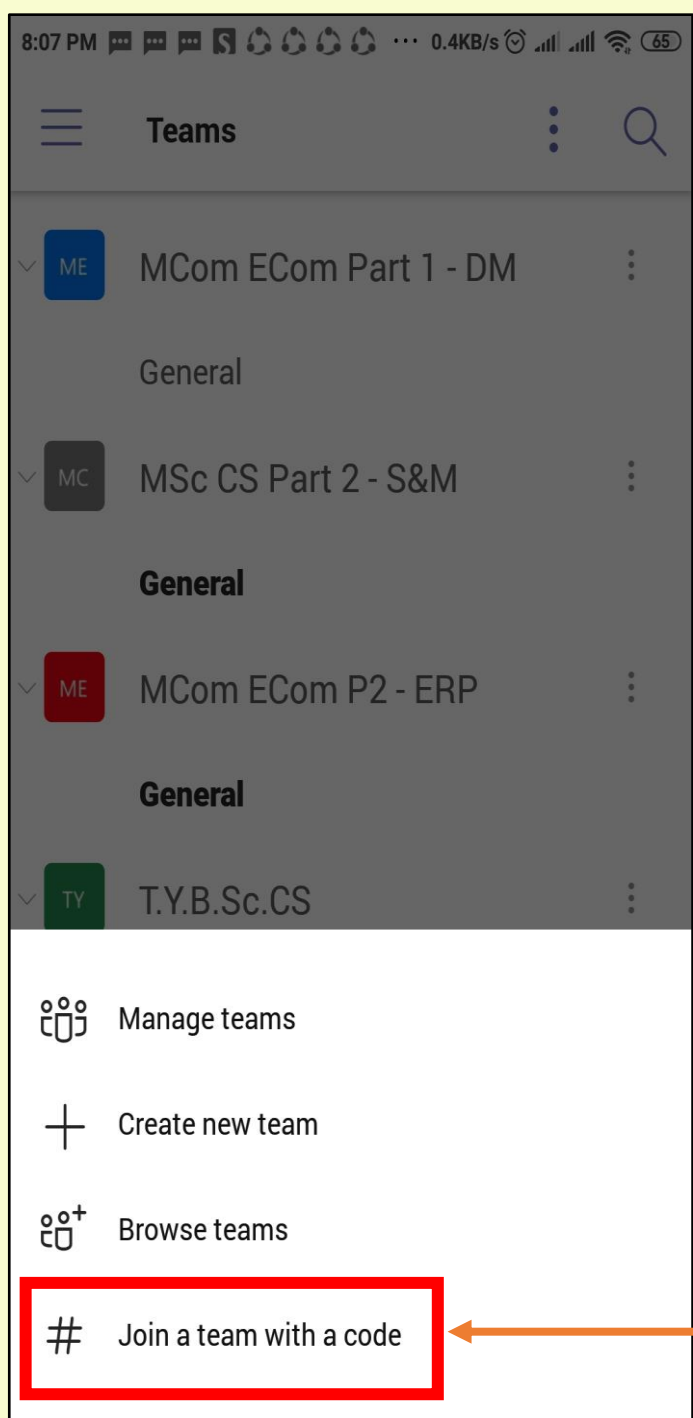 8:07 PM ... 0.4KB/s 65
Teams
ME MCom ECom Part 1 - DM
General
MC MSc CS Part 2 - S&M
General
ME MCom ECom P2 - ERP
General
TY T.Y.B.Sc.CS
Manage teams
Create new team
Browse teams
# Join a team with a code